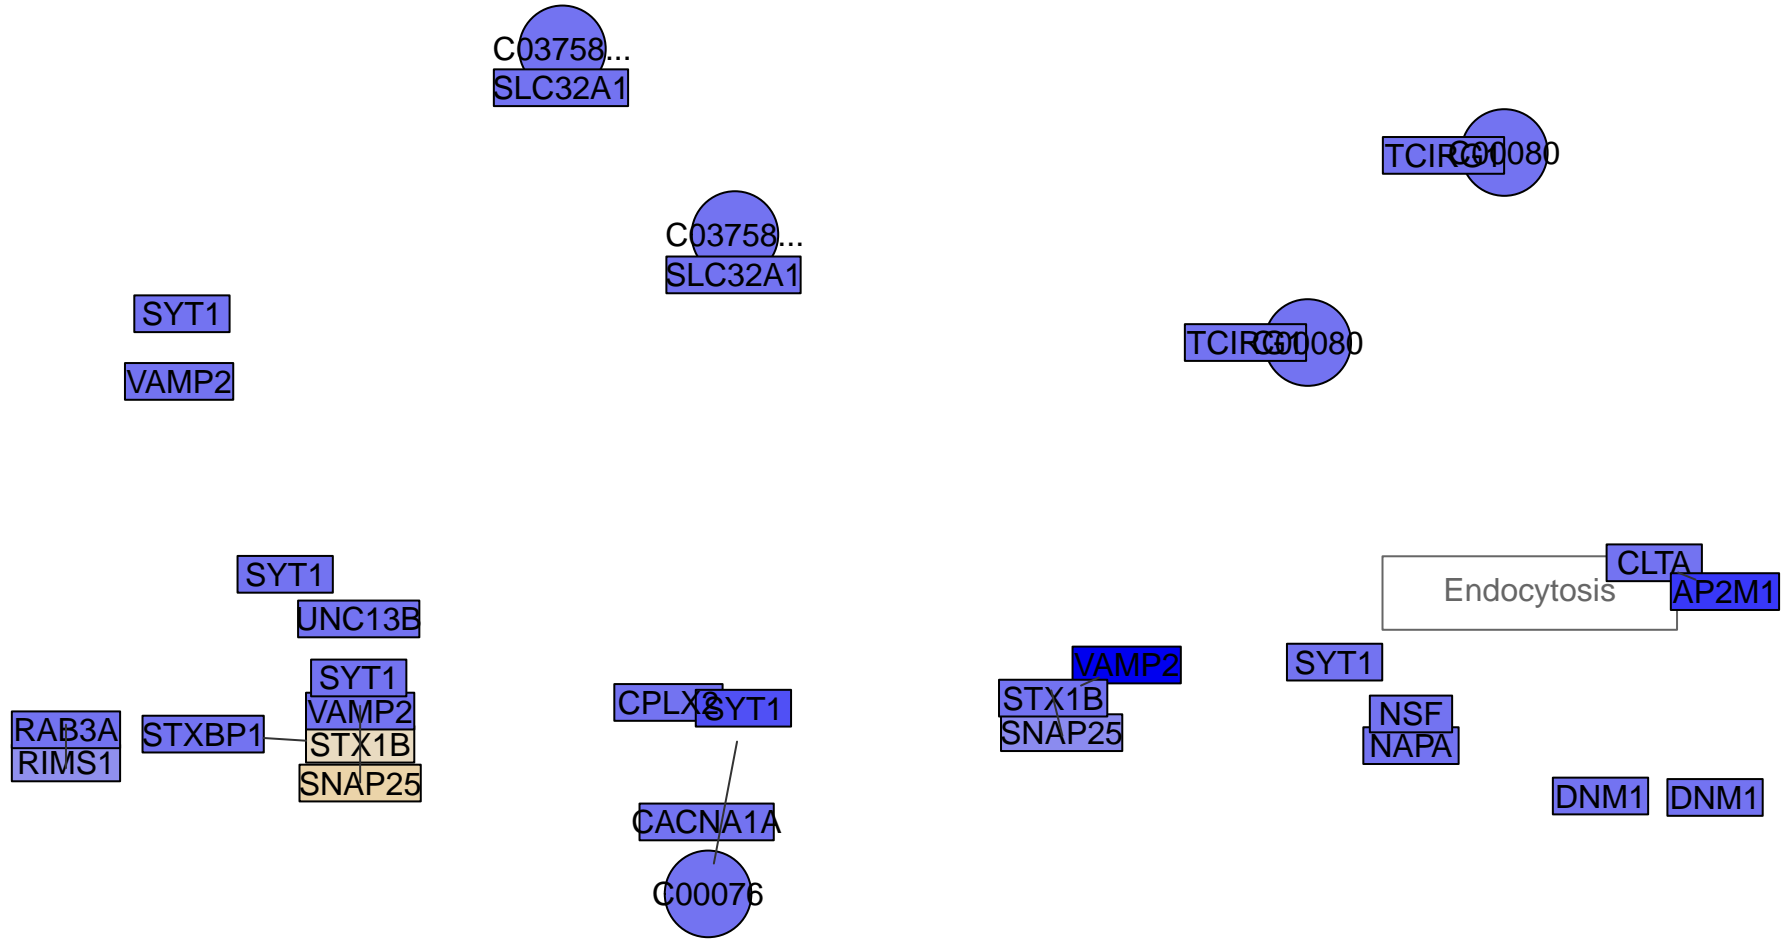 C03758...
SLC32A1
TCIRG1
C00080
C03758...
SLC32A1
SYT1
TCIRG1
C00080
VAMP2
SYT1
CLTA
Endocytosis
AP2M1
UNC13B
SYT1
VAMP2
SYT1
STX1B
CPLX2
SYT1
VAMP2
NSF
RAB3A
STXBP1
SNAP25
STX1B
NAPA
RIMS1
SNAP25
DNM1
DNM1
CACNA1A
C00076